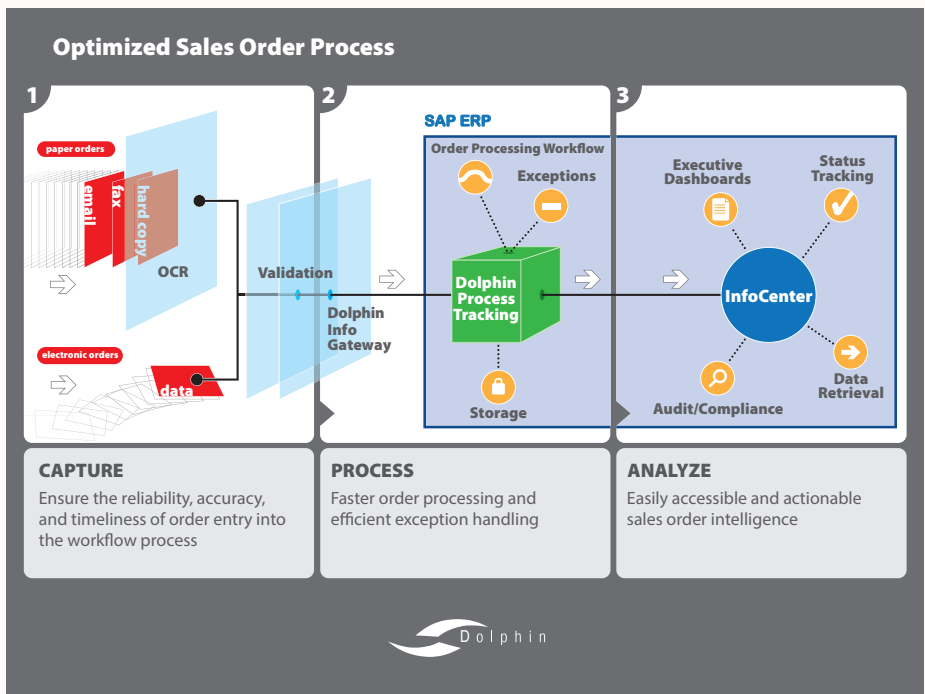 Optimized Sales Order Process
1
2
3
paper orders
email
fax
hard copy
OCR
electronic orders
data
Validation
Dolphin
Info
Gateway
SAP ERP
Order Processing Workflow
Exceptions
Dolphin
Process
Tracking
Storage
Executive
Dashboards
Status
Tracking
InfoCenter
Audit/Compliance
Data
Retrieval
CAPTURE
Ensure the reliability, accuracy,
and timeliness of order entry into
the workflow process
PROCESS
Faster order processing and
efficient exception handling
ANALYZE
Easily accessible and actionable
sales order intelligence
Dolphin